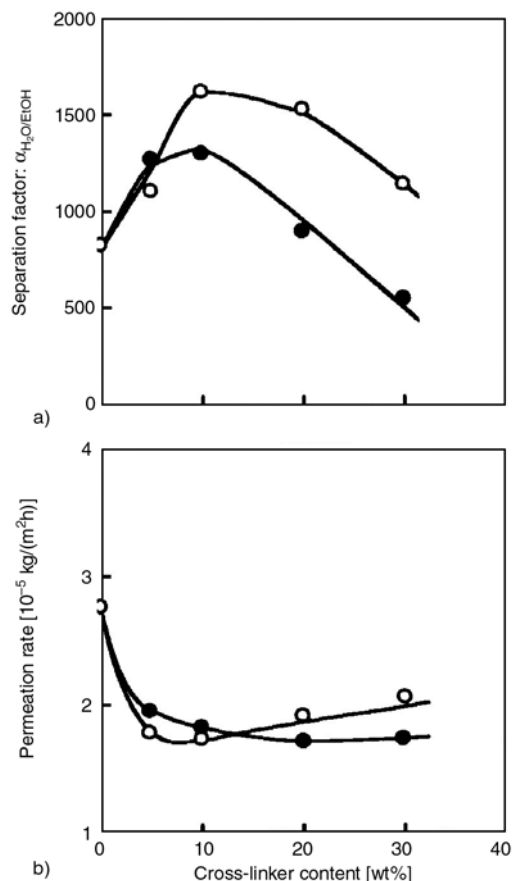 2000
1500
1000
500
0
Separation factor: α_H₂O/EtOH
a)
4
3
2
1
Permeation rate [10⁻⁵ kg/(m²h)]
0 10 20 30 40
b) Cross-linker content [wt%]